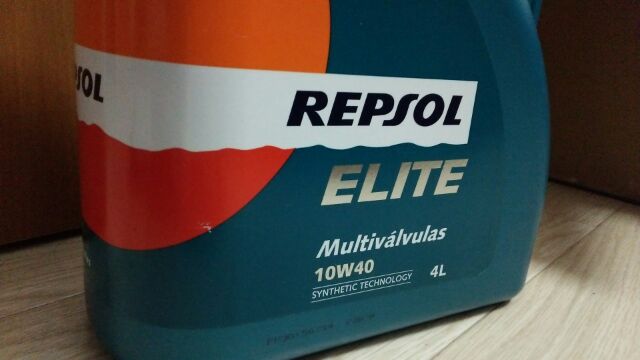 SOL
REPSOL
ELITE
Multiválvulas
10W40
4L
SYNTHETIC TECHNOLOGY